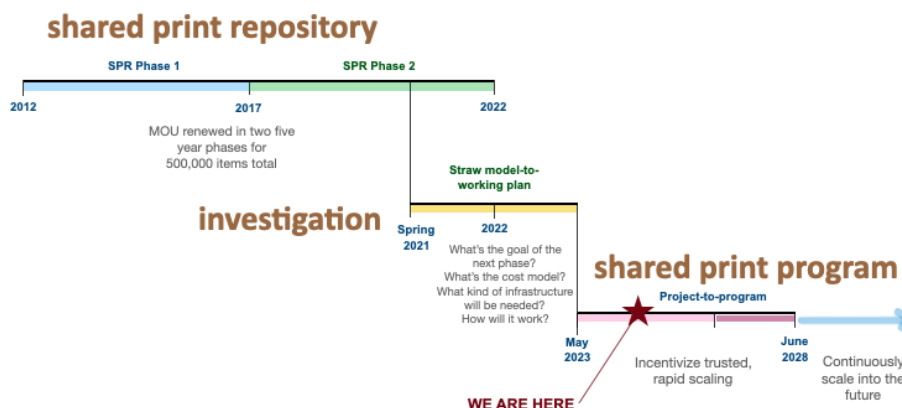 shared print repository
SPR Phase 1
SPR Phase 2
2012
2017
2022
MOU renewed in two five
year phases for
500,000 items total
Straw model-to-
working plan
investigation
Spring
2021
2022
What's the goal of the
next phase?
What's the cost model?
What kind of infrastructure
will be needed?
How will it work?
shared print program
Project-to-program
May
2023
June
2028
Incentivize trusted,
rapid scaling
Continuously
scale into the
future
WE ARE HERE